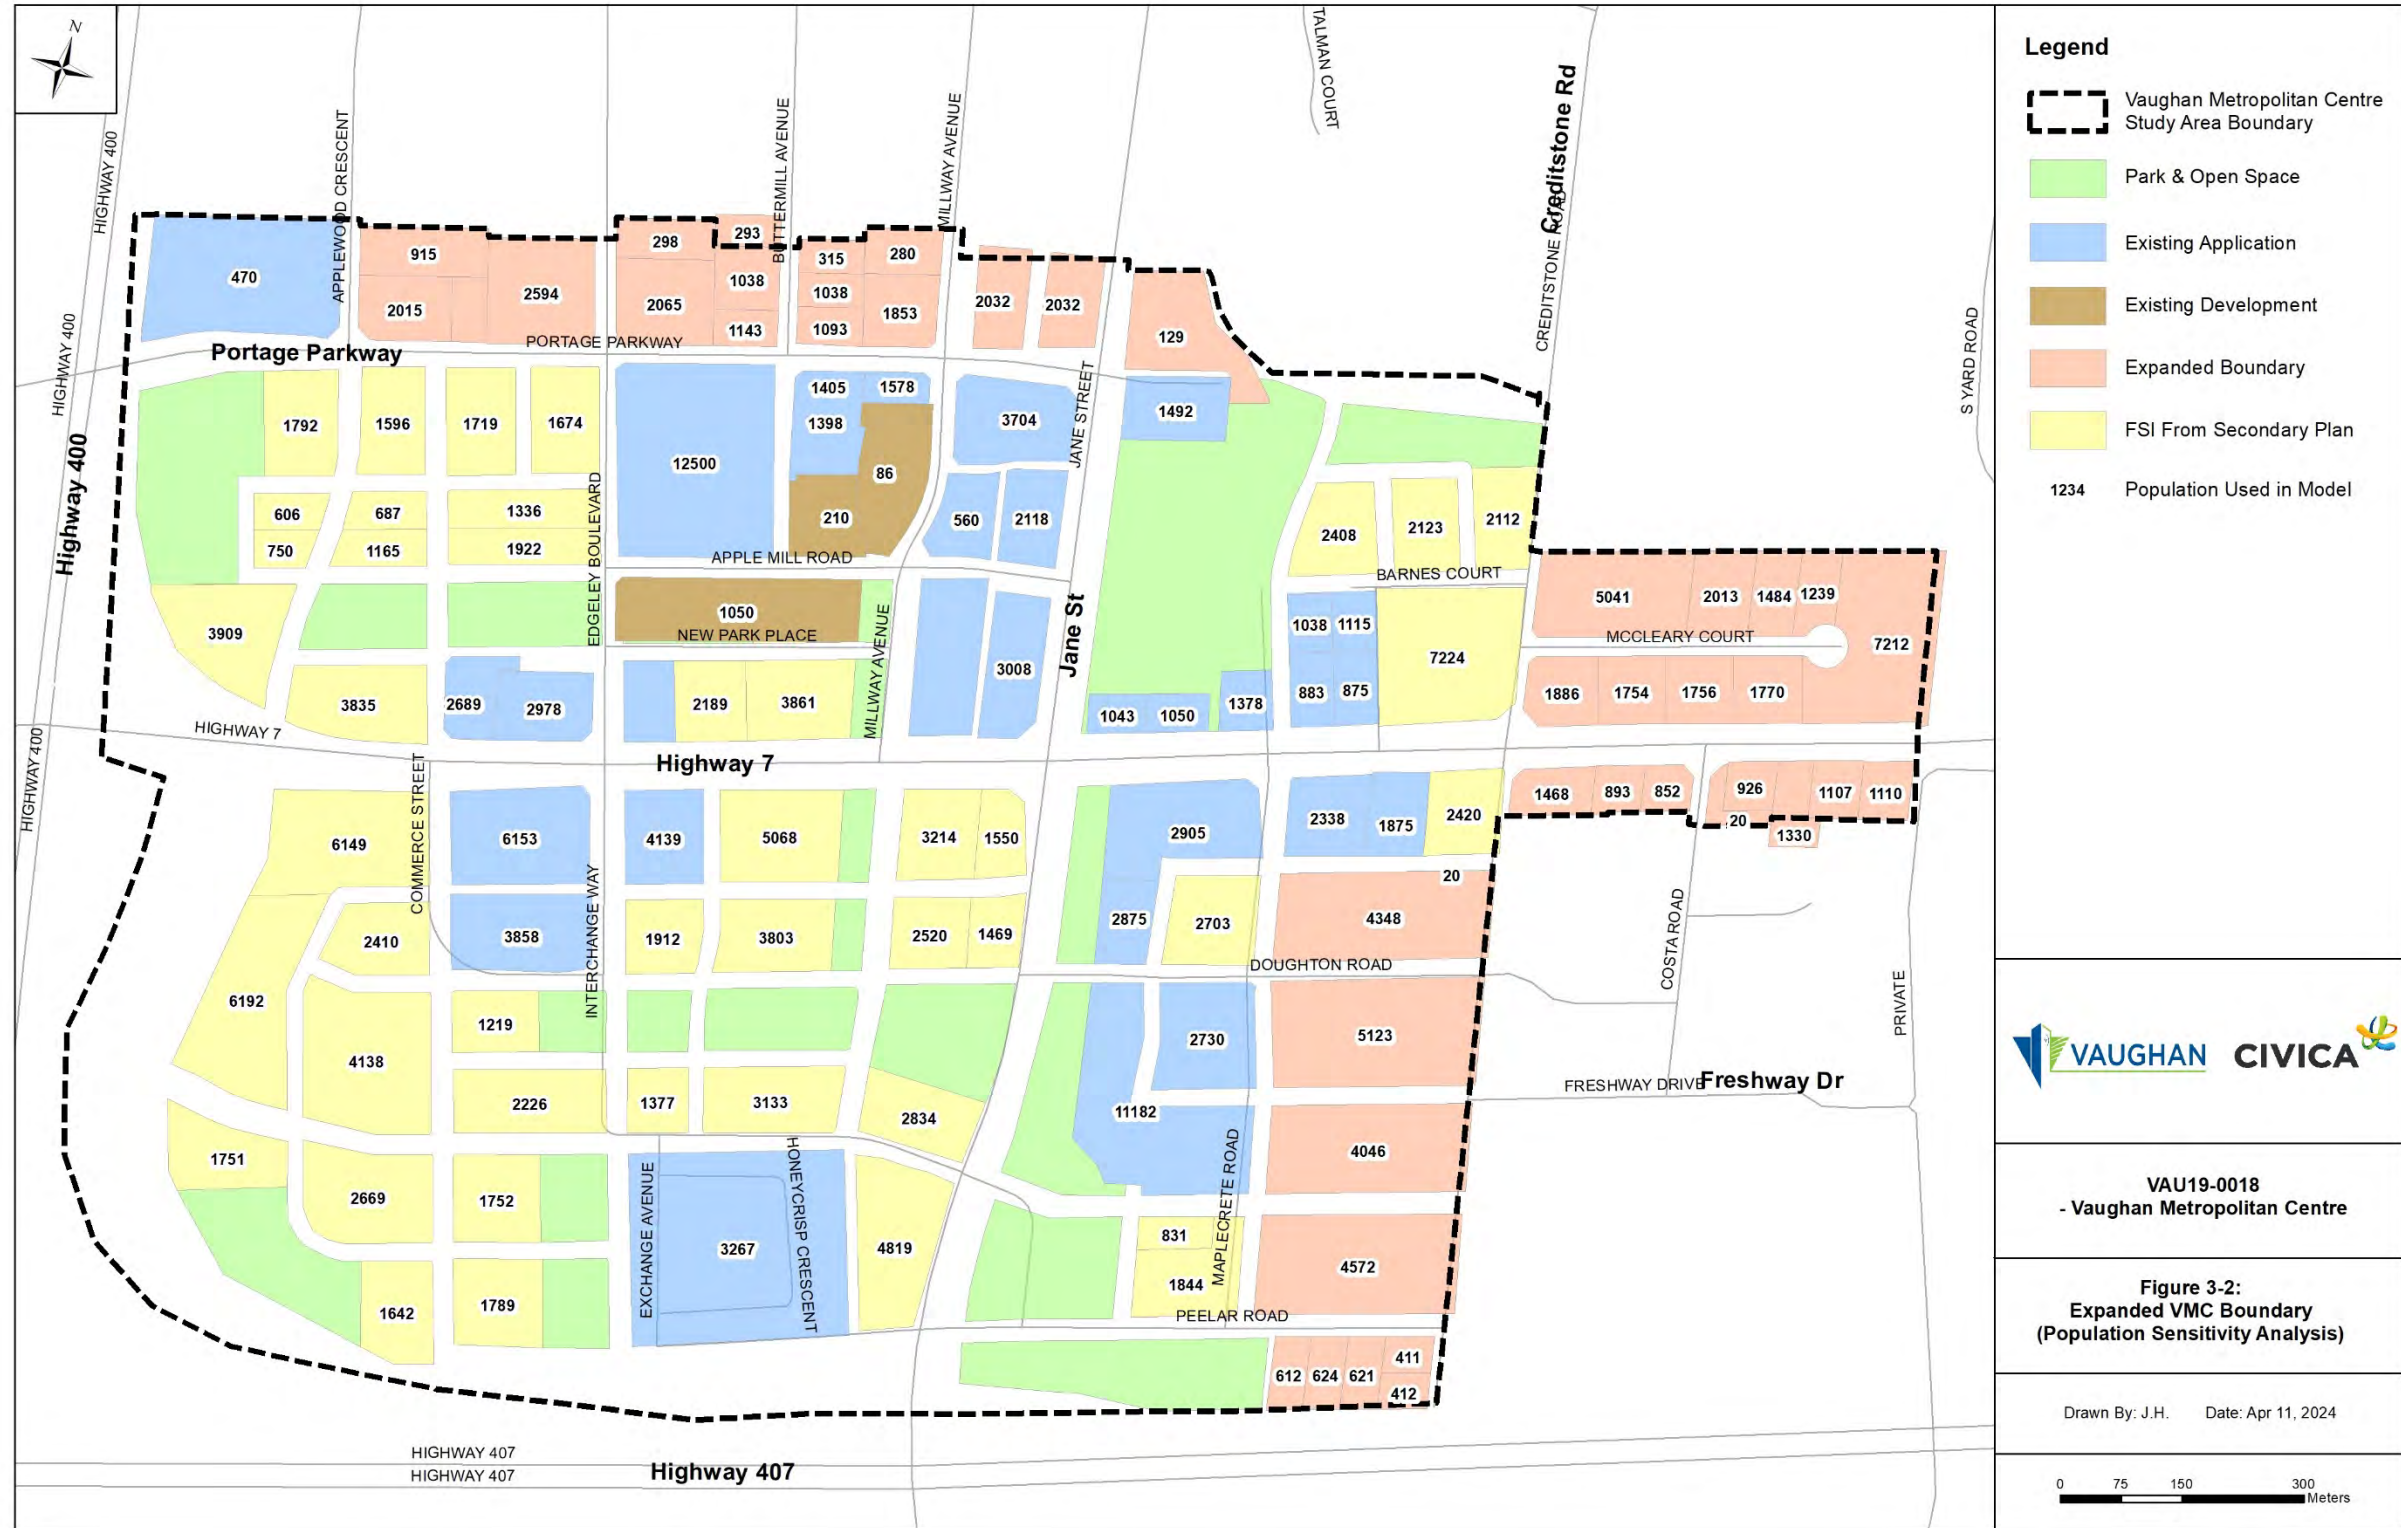 N
TALMAN COURT
HIGHWAY 400
APPLEWOOD CRESCENT
BUTTERMILL AVENUE
MILLWAY AVENUE
Creditstone Rd
CREDITSTONE ROAD
S YARD ROAD
470
915
2015
2594
298
293
2065
1038
1143
315
280
1038
1093
1853
2032
2032
129
HIGHWAY 400
Portage Parkway
PORTAGE PARKWAY
JANE STREET
1792
1596
1719
1674
12500
1405
1578
1398
86
210
3704
1492
560
2118
Highway 400
606
687
1336
750
1165
1922
EDGELEY BOULEVARD
APPLE MILL ROAD
2408
2123
2112
BARNES COURT
3909
1050
NEW PARK PLACE
MILLWAY AVENUE
3008
Jane St
1038
1115
883
875
7224
5041
2013
1484
1239
MCCLEARY COURT
7212
1886
1754
1756
1770
3835
2689
2978
2189
3861
1043
1050
1378
HIGHWAY 7
HIGHWAY 400
Highway 7
COMMERCE STREET
6149
6153
4139
5068
3214
1550
2905
2338
1875
2420
1468
893
852
926
1107
1110
20
1330
20
INTERCHANGE WAY
2410
3858
1912
3803
2520
1469
2875
2703
4348
DOUGHTON ROAD
COSTA ROAD
PRIVATE
6192
4138
1219
2730
5123
2226
1377
3133
2834
11182
FRESHWAY DRIVE
Freshway Dr
4046
1751
2669
1752
EXCHANGE AVENUE
HONEYCRISP CRESCENT
3267
4819
MAPLECRETE ROAD
831
1844
4572
1642
1789
PEELAR ROAD
612
624
621
411
412
HIGHWAY 407
HIGHWAY 407
Highway 407
Legend
Vaughan Metropolitan Centre
Study Area Boundary
Park & Open Space
Existing Application
Existing Development
Expanded Boundary
FSI From Secondary Plan
1234 Population Used in Model
VAUGHAN CIVICA
VAU19-0018
- Vaughan Metropolitan Centre
Figure 3-2:
Expanded VMC Boundary
(Population Sensitivity Analysis)
Drawn By: J.H. Date: Apr 11, 2024
0 75 150 300
Meters